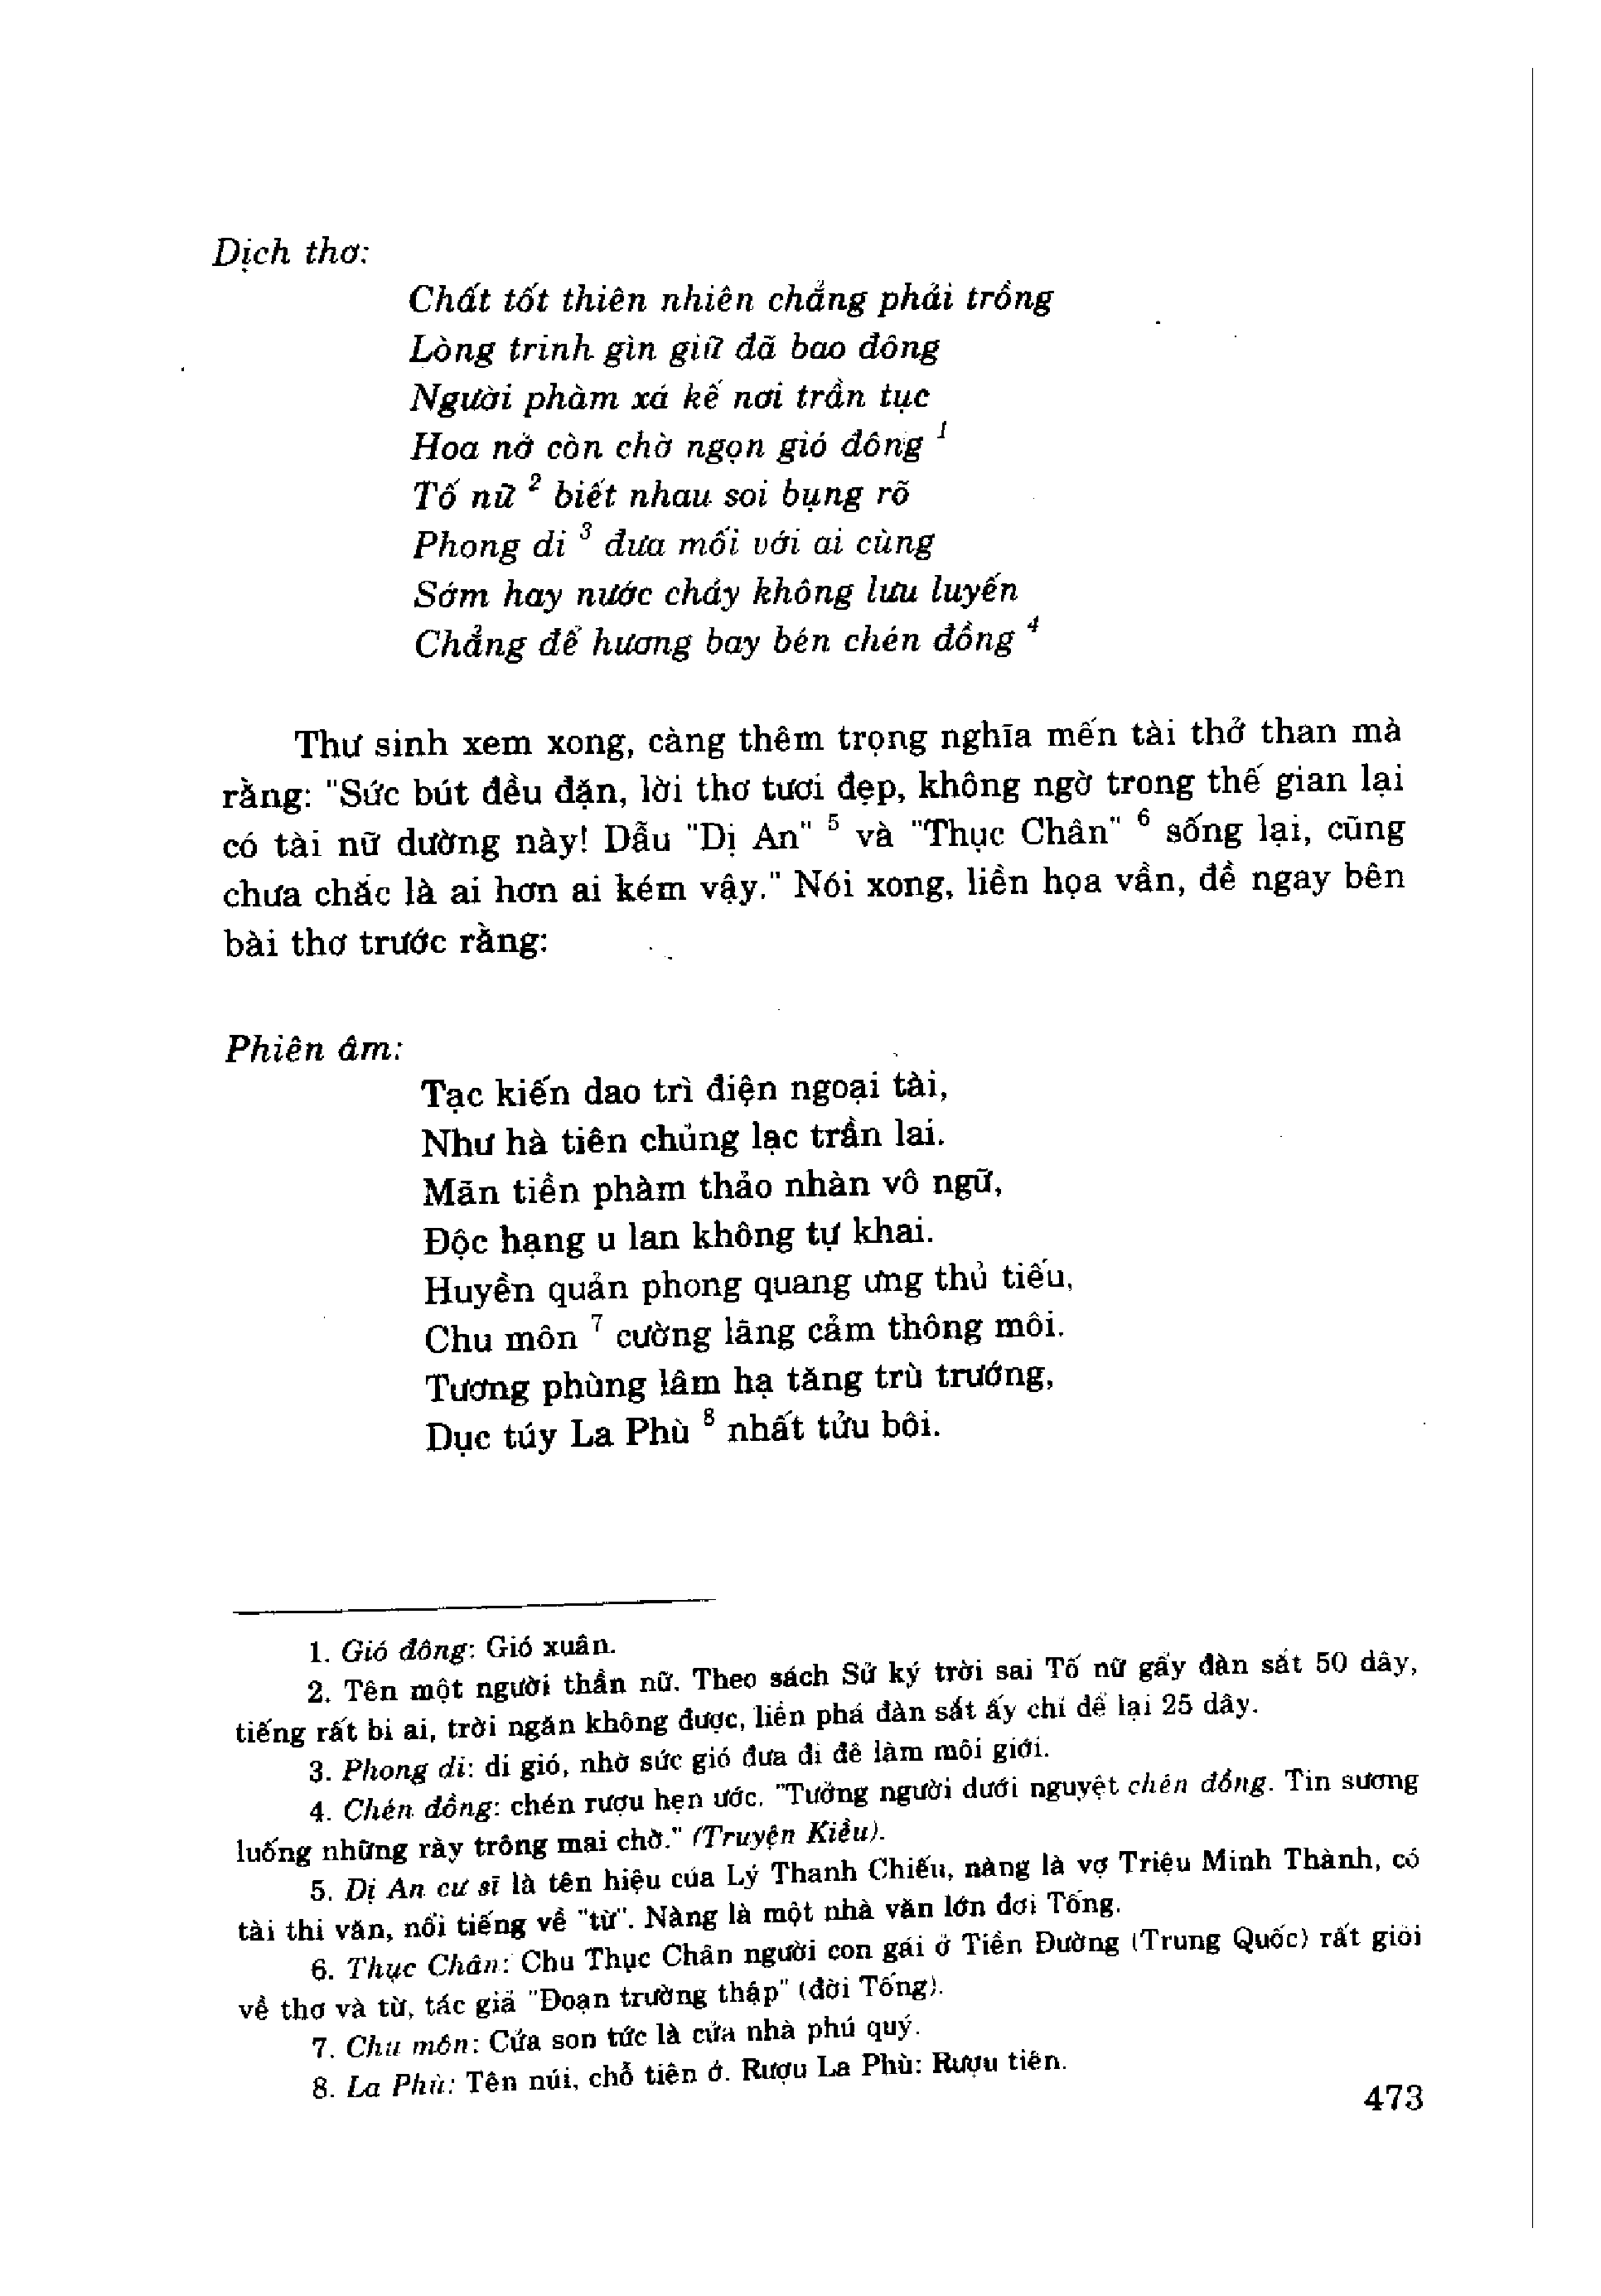 Dịch thơ:
Chất tốt thiên nhiên chẳng phải trồng
Lòng trinh gìn giữ đã bao đông
Người phàm xá kể nơi trần tục
Hoa nở còn chờ ngọn gió đông 1
Tố nữ 2 biết nhau soi bụng rõ
Phong di 3 đưa mối với ai cùng
Sớm hay nước chảy không lưu luyến
Chẳng để hương bay bén chén đồng 4
Thư sinh xem xong, càng thêm trọng nghĩa mến tài thở than mà
rằng: "Sức bút đều đặn, lời thơ tươi đẹp, không ngờ trong thế gian lại
có tài nữ dường này! Dẫu "Dị An" 5 và "Thục Chân" 6 sống lại, cũng
chưa chắc là ai hơn ai kém vậy." Nói xong, liền họa vần, đề ngay bên
bài thơ trước rằng:
Phiên âm:
Tạc kiến dao trì điện ngoại tài,
Như hà tiên chủng lạc trần lai.
Mãn tiền phàm thảo nhàn vô ngữ,
Độc hạng u lan không tự khai.
Huyền quản phong quang ưng thủ tiếu,
Chu môn 7 cường lãng cảm thông môi.
Tương phùng lâm hạ tăng trù trướng,
Dục túy La Phù 8 nhất tửu bôi.
1. Gió đông: Gió xuân.
2. Tên một người thần nữ. Theo sách Sử ký trời sai Tố nữ gẩy đàn sắt 50 dây,
tiếng rất bi ai, trời ngăn không được, liền phá đàn sắt ấy chỉ để lại 25 dây.
3. Phong di: dì gió, nhờ sức gió đưa đi để làm môi giới.
4. Chén đồng: chén rượu hẹn ước. "Tưởng người dưới nguyệt chén đồng. Tin sương
luống những rày trông mai chờ." (Truyện Kiều).
5. Dị An cư sĩ là tên hiệu của Lý Thanh Chiếu, nàng là vợ Triệu Minh Thành, có
tài thi văn, nổi tiếng về "từ". Nàng là một nhà văn lớn đời Tống.
6. Thục Chân: Chu Thục Chân người con gái ở Tiền Đường (Trung Quốc) rất giỏi
về thơ và từ, tác giả "Đoạn trường thập" (đời Tống).
7. Chu môn: Cửa son tức là cửa nhà phú quý.
8. La Phù: Tên núi, chỗ tiên ở. Rượu La Phù: Rượu tiên.
473